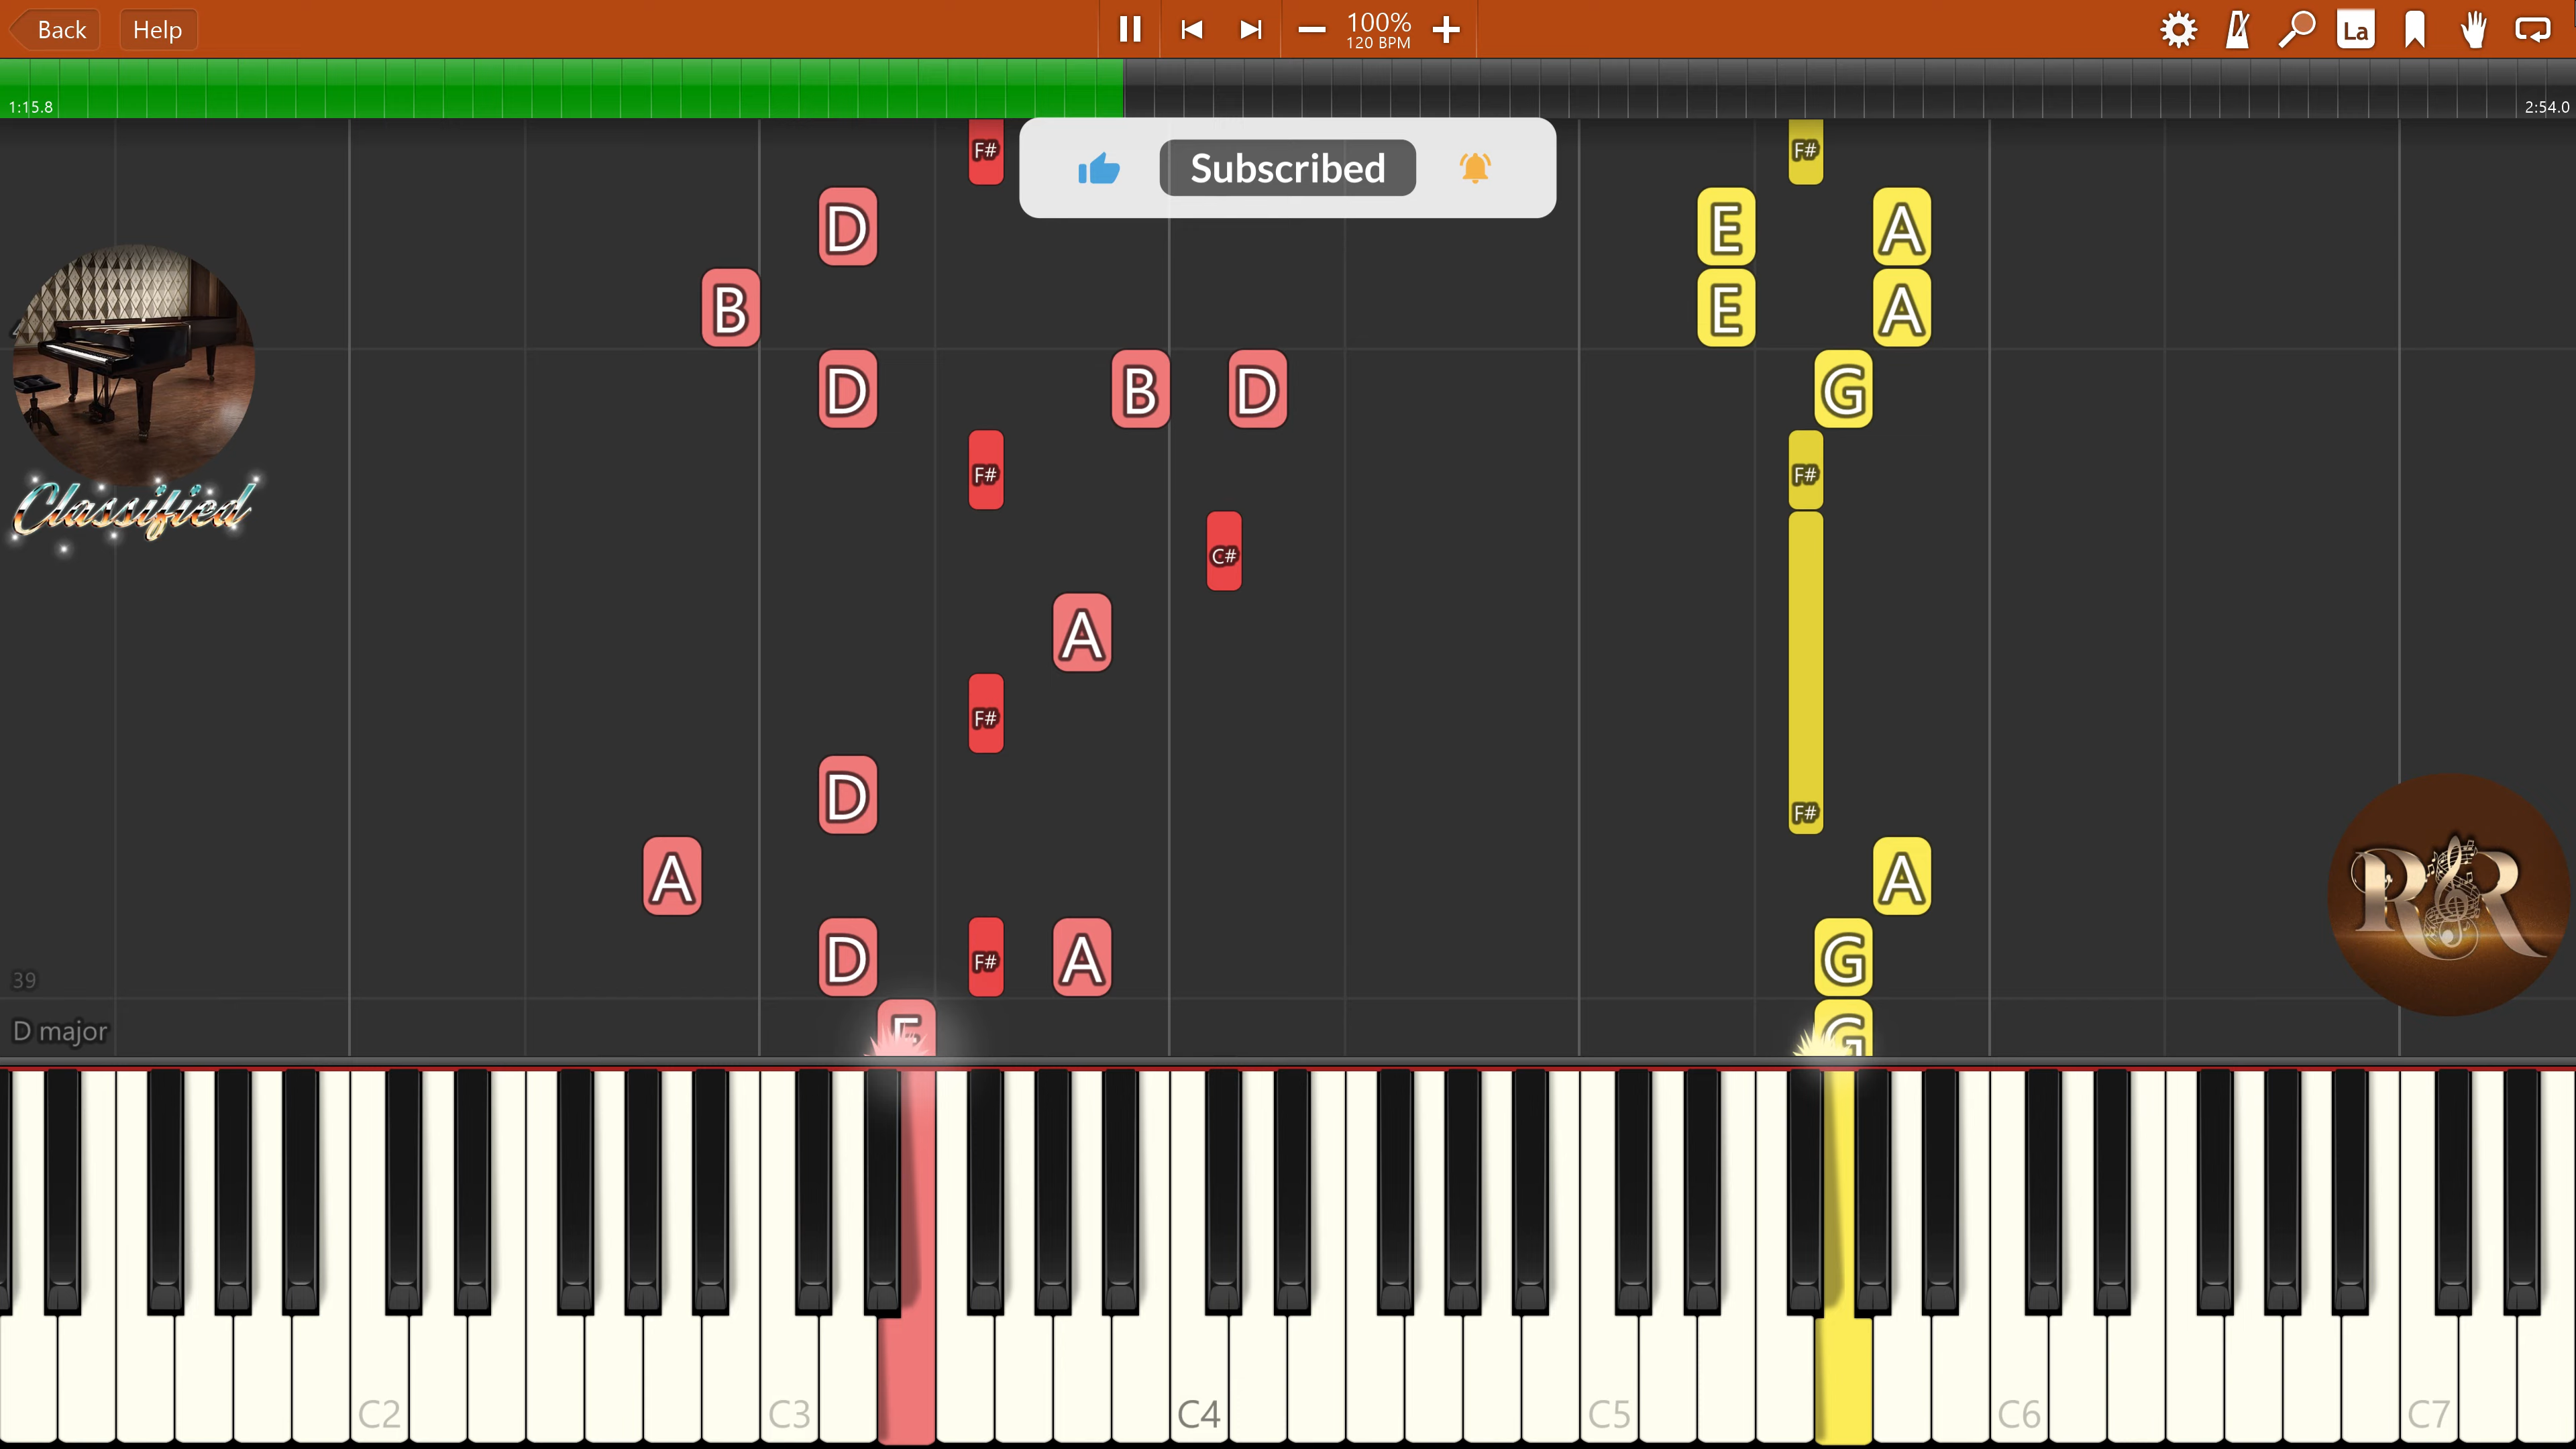 Back Help 100% La
120 BPM
1:15.8 2:54.0
F# F#
Subscribed
D E A
B E A
D B D G
F# F#
Classified
C#
A
F#
D F#
A A
RR
D F# A G
39
D major
E G
C2 C3 C4 C5 C6 C7